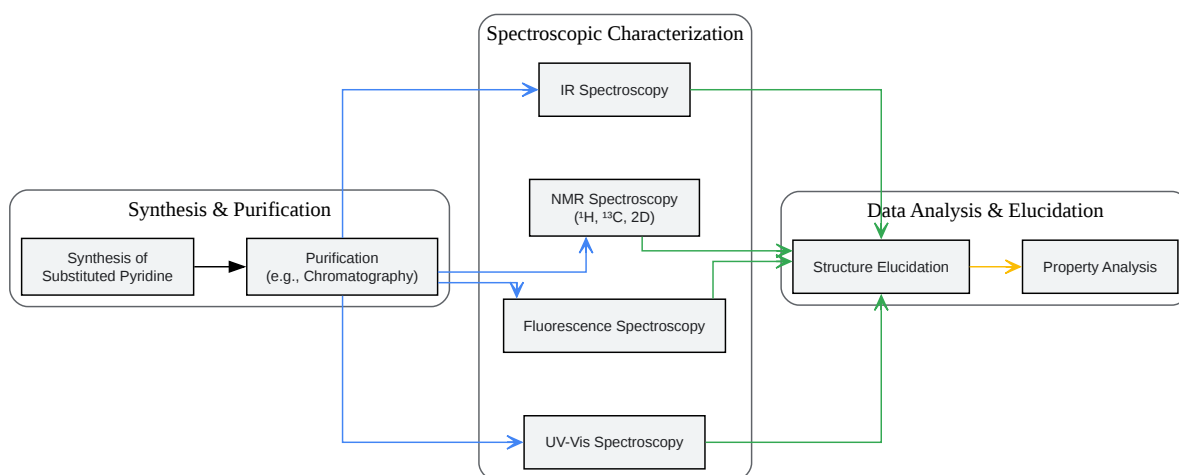 Spectroscopic Characterization
IR Spectroscopy
Synthesis & Purification
Synthesis of
Substituted Pyridine
Purification
(e.g., Chromatography)
NMR Spectroscopy
(¹H, ¹³C, 2D)
Fluorescence Spectroscopy
UV-Vis Spectroscopy
Data Analysis & Elucidation
Structure Elucidation
Property Analysis